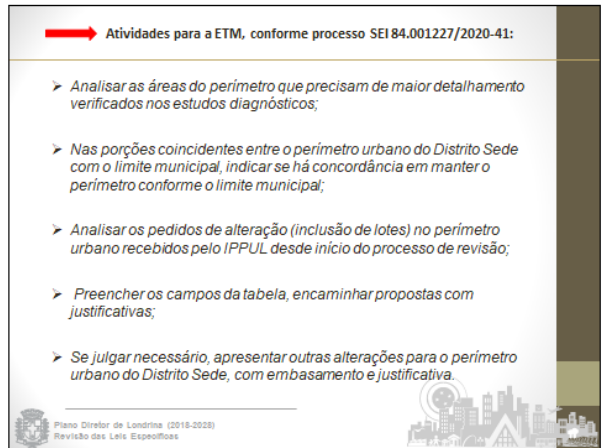 Atividades para a ETM, conforme processo SEI 84.001227/2020-41:
➢ Analisar as áreas do perímetro que precisam de maior detalhamento
verificados nos estudos diagnósticos;
➢ Nas porções coincidentes entre o perímetro urbano do Distrito Sede
com o limite municipal, indicar se há concordância em manter o
perímetro conforme o limite municipal;
➢ Analisar os pedidos de alteração (inclusão de lotes) no perímetro
urbano recebidos pelo IPPUL desde início do processo de revisão;
➢ Preencher os campos da tabela, encaminhar propostas com
justificativas;
➢ Se julgar necessário, apresentar outras alterações para o perímetro
urbano do Distrito Sede, com embasamento e justificativa.
Plano Diretor de Londrina (2018-2028)
Revisão das Leis Específicas